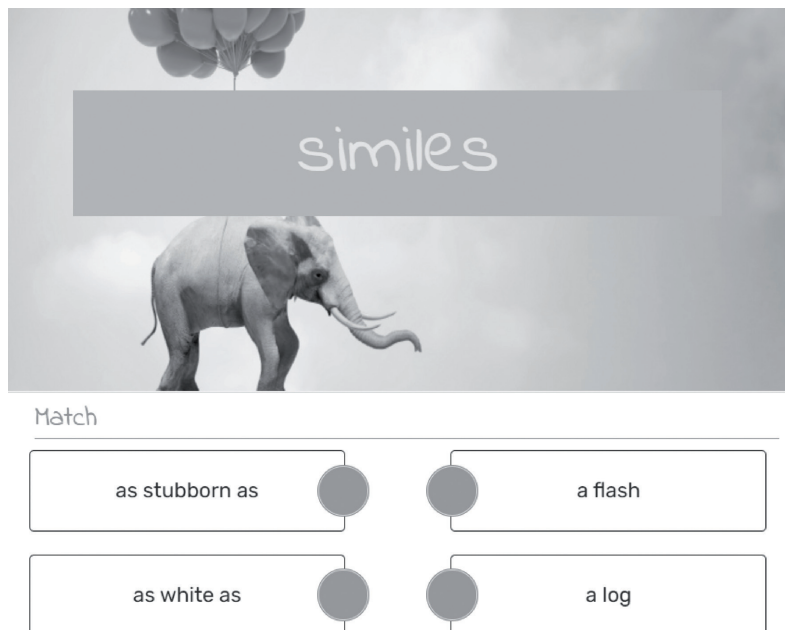 similes
Match
as stubborn as
a flash
as white as
a log